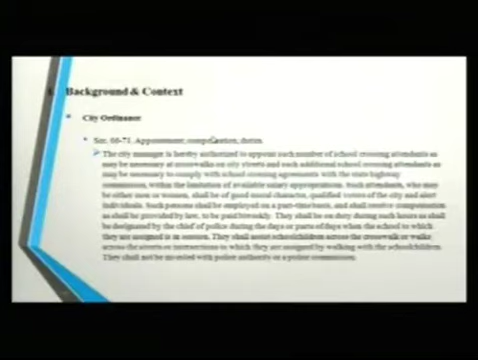 Background & Context
City Ordinance
Sec. 66-71. Appointment, compensation, duties.
The city manager is hereby authorized to appoint such number of school crossing attendants as
may be necessary at crosswalks on city streets and such additional school crossing attendants as
may be necessary to comply with school crossing agreements with the state highway
commission, within the limitation of available salary appropriations. Such attendants, who may
be either men or women, shall be of good moral character, qualified voters of the city and alert
individuals. Such persons shall be employed on a part-time basis, and shall receive compensation
as shall be provided by law, to be paid biweekly. They shall be on duty during such hours as shall
be designated by the chief of police during the days or parts of days when the school to which
they are assigned is in session. They shall assist schoolchildren across the crosswalk or walks
across the streets or intersections to which they are assigned by walking with the schoolchildren.
They shall not be invested with police authority as a police commission.